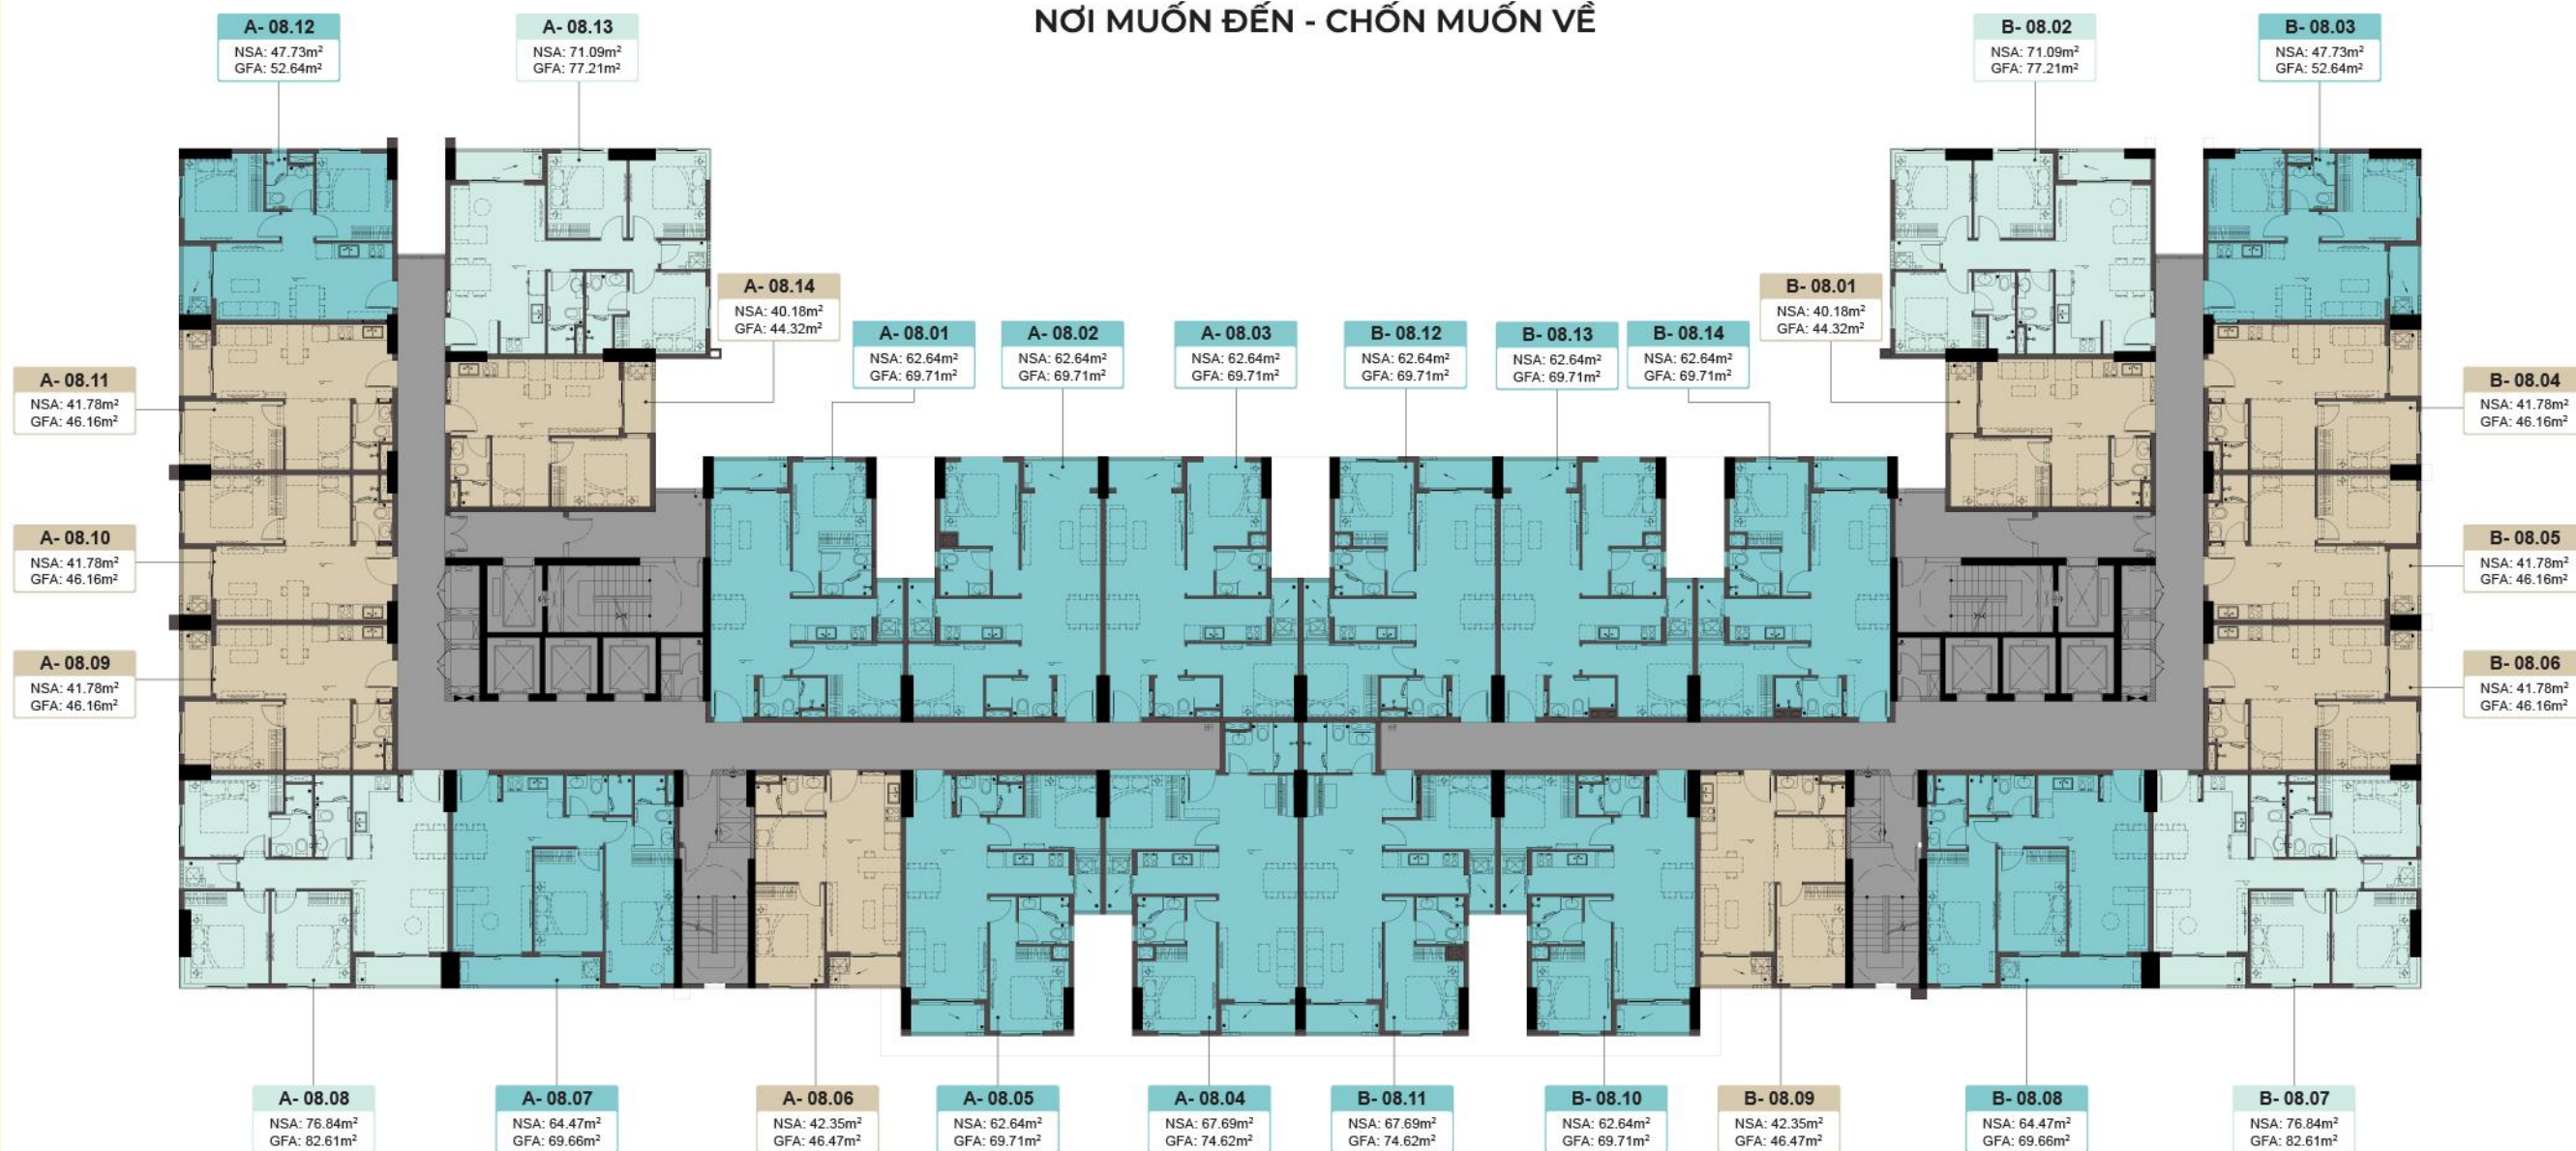 NƠI MUỐN ĐẾN - CHỐN MUỐN VỀ
A- 08.12
NSA: 47.73m²
GFA: 52.64m²
A- 08.13
NSA: 71.09m²
GFA: 77.21m²
B- 08.02
NSA: 71.09m²
GFA: 77.21m²
B- 08.03
NSA: 47.73m²
GFA: 52.64m²
A- 08.14
NSA: 40.18m²
GFA: 44.32m²
B- 08.01
NSA: 40.18m²
GFA: 44.32m²
A- 08.01
NSA: 62.64m²
GFA: 69.71m²
A- 08.02
NSA: 62.64m²
GFA: 69.71m²
A- 08.03
NSA: 62.64m²
GFA: 69.71m²
B- 08.12
NSA: 62.64m²
GFA: 69.71m²
B- 08.13
NSA: 62.64m²
GFA: 69.71m²
B- 08.14
NSA: 62.64m²
GFA: 69.71m²
A- 08.11
NSA: 41.78m²
GFA: 46.16m²
B- 08.04
NSA: 41.78m²
GFA: 46.16m²
A- 08.10
NSA: 41.78m²
GFA: 46.16m²
B- 08.05
NSA: 41.78m²
GFA: 46.16m²
A- 08.09
NSA: 41.78m²
GFA: 46.16m²
B- 08.06
NSA: 41.78m²
GFA: 46.16m²
A- 08.08
NSA: 76.84m²
GFA: 82.61m²
A- 08.07
NSA: 64.47m²
GFA: 69.66m²
A- 08.06
NSA: 42.35m²
GFA: 46.47m²
A- 08.05
NSA: 62.64m²
GFA: 69.71m²
A- 08.04
NSA: 67.69m²
GFA: 74.62m²
B- 08.11
NSA: 67.69m²
GFA: 74.62m²
B- 08.10
NSA: 62.64m²
GFA: 69.71m²
B- 08.09
NSA: 42.35m²
GFA: 46.47m²
B- 08.08
NSA: 64.47m²
GFA: 69.66m²
B- 08.07
NSA: 76.84m²
GFA: 82.61m²